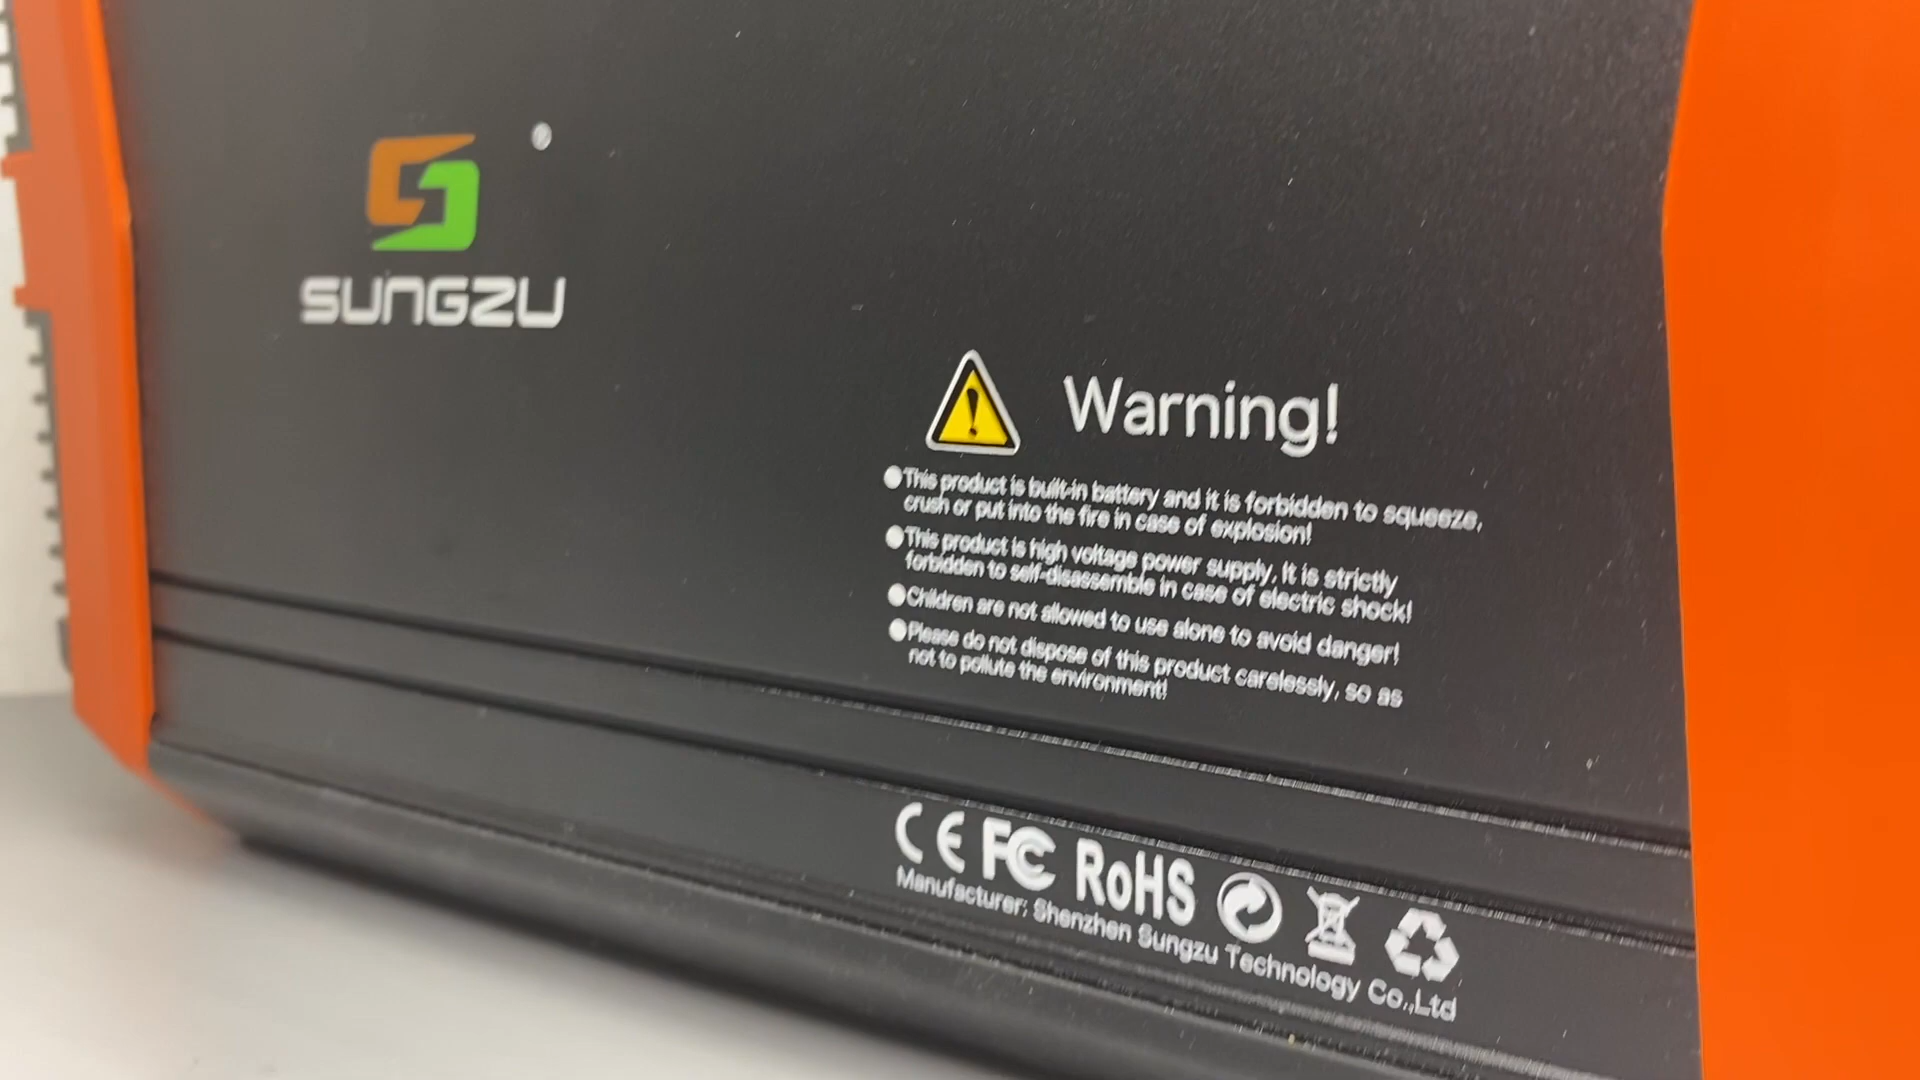 ®
SUNGZU
Warning!
●This product is built-in battery and it is forbidden to squeeze,
crush or put into the fire in case of explosion!
●This product is high voltage power supply, It is strictly
forbidden to self-disassemble in case of electric shock!
●Children are not allowed to use alone to avoid danger!
●Please do not dispose of this product carelessly, so as
not to pollute the environment!
CE FC RoHS
Manufacturer: Shenzhen Sungzu Technology Co.,Ltd